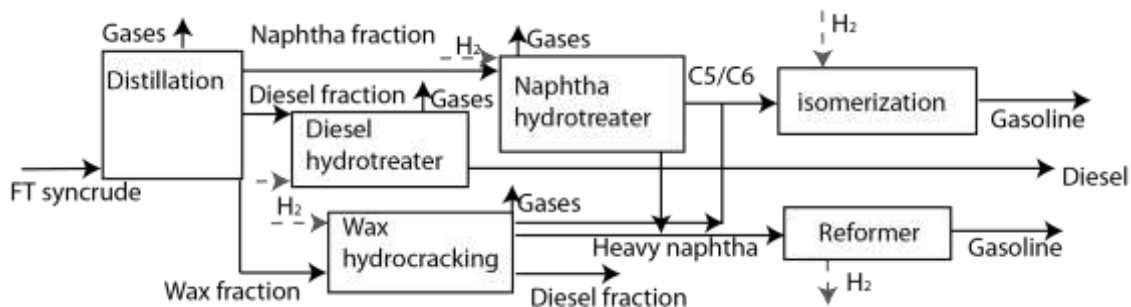 Gases
Naphtha fraction
H₂
Gases
H₂
Distillation
C5/C6
Naphtha
hydrotreater
isomerization
Gasoline
Diesel fraction
Gases
Diesel
hydrotreater
FT syncrude
Diesel
H₂
Gases
Wax
hydrocracking
Heavy naphtha
Reformer
Gasoline
Wax fraction
Diesel fraction
H₂